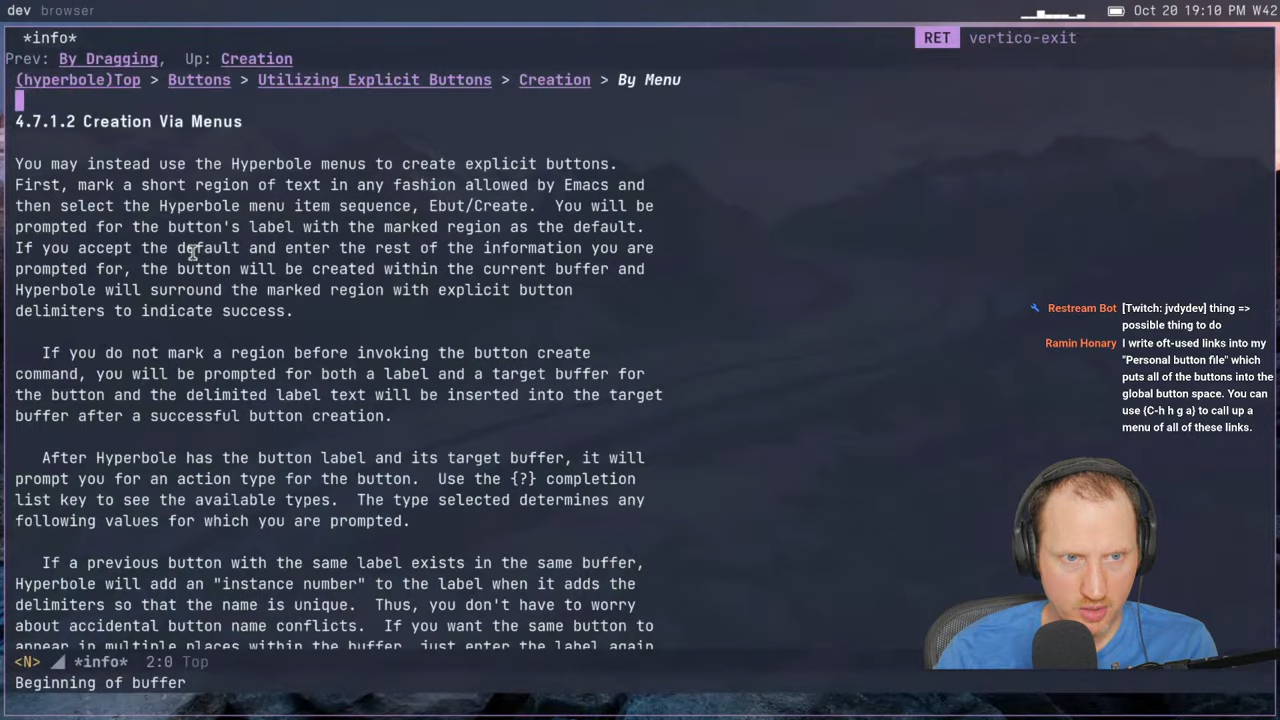 dev browser
Oct 20 19:10 PM W42
*info*
RET vertico-exit
Prev: By Dragging, Up: Creation
(hyperbole)Top > Buttons > Utilizing Explicit Buttons > Creation > By Menu
4.7.1.2 Creation Via Menus
You may instead use the Hyperbole menus to create explicit buttons.
First, mark a short region of text in any fashion allowed by Emacs and
then select the Hyperbole menu item sequence, Ebut/Create. You will be
prompted for the button's label with the marked region as the default.
If you accept the default and enter the rest of the information you are
prompted for, the button will be created within the current buffer and
Hyperbole will surround the marked region with explicit button
delimiters to indicate success.
If you do not mark a region before invoking the button create
command, you will be prompted for both a label and a target buffer for
the button and the delimited label text will be inserted into the target
buffer after a successful button creation.
After Hyperbole has the button label and its target buffer, it will
prompt you for an action type for the button. Use the {?} completion
list key to see the available types. The type selected determines any
following values for which you are prompted.
If a previous button with the same label exists in the same buffer,
Hyperbole will add an "instance number" to the label when it adds the
delimiters so that the name is unique. Thus, you don't have to worry
about accidental button name conflicts. If you want the same button to
appear in multiple places within the buffer, just enter the label again
<N> *info* 2:0 Top
Beginning of buffer
Restream Bot [Twitch: jvdydev] thing =>
possible thing to do
Ramin Honary I write oft-used links into my
"Personal button file" which
puts all of the buttons into the
global button space. You can
use {C-h h g a} to call up a
menu of all of these links.